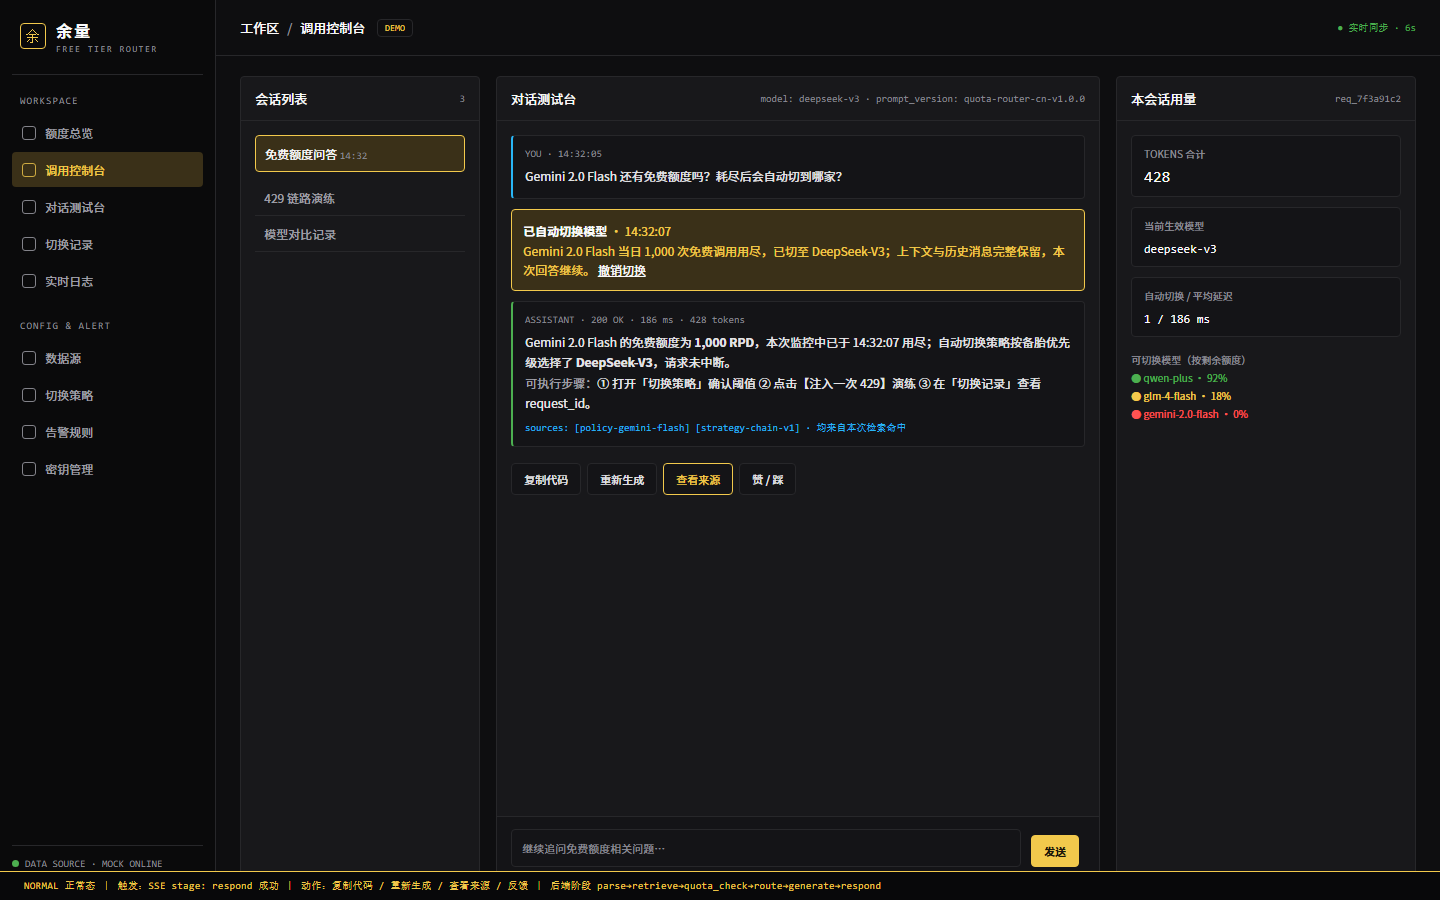 余 余量
FREE TIER ROUTER
WORKSPACE
额度总览
调用控制台
对话测试台
切换记录
实时日志
CONFIG & ALERT
数据源
切换策略
告警规则
密钥管理
DATA SOURCE · MOCK ONLINE
工作区 / 调用控制台 DEMO
实时同步 · 6s
会话列表 3
免费额度问答 14:32
429 链路演练
模型对比记录
对话测试台 model: deepseek-v3 · prompt_version: quota-router-cn-v1.0.0
YOU · 14:32:05
Gemini 2.0 Flash 还有免费额度吗？耗尽后会自动切到哪家？
已自动切换模型 · 14:32:07
Gemini 2.0 Flash 当日 1,000 次免费调用用尽，已切至 DeepSeek-V3；上下文与历史消息完整保留，本
次回答继续。 撤销切换
ASSISTANT · 200 OK · 186 ms · 428 tokens
Gemini 2.0 Flash 的免费额度为 1,000 RPD，本次监控中已于 14:32:07 用尽；自动切换策略按备胎优先
级选择了 DeepSeek-V3，请求未中断。
可执行步骤：① 打开「切换策略」确认阈值 ② 点击【注入一次 429】演练 ③ 在「切换记录」查看
request_id。
sources: [policy-gemini-flash] [strategy-chain-v1] · 均来自本次检索命中
复制代码 重新生成 查看来源 赞 / 踩
继续追问免费额度相关问题… 发送
本会话用量 req_7f3a91c2
TOKENS 合计
428
当前生效模型
deepseek-v3
自动切换 / 平均延迟
1 / 186 ms
可切换模型（按剩余额度）
qwen-plus · 92%
glm-4-flash · 18%
gemini-2.0-flash · 0%
NORMAL 正常态 | 触发：SSE stage: respond 成功 | 动作：复制代码 / 重新生成 / 查看来源 / 反馈 | 后端阶段 parse→retrieve→quota_check→route→generate→respond